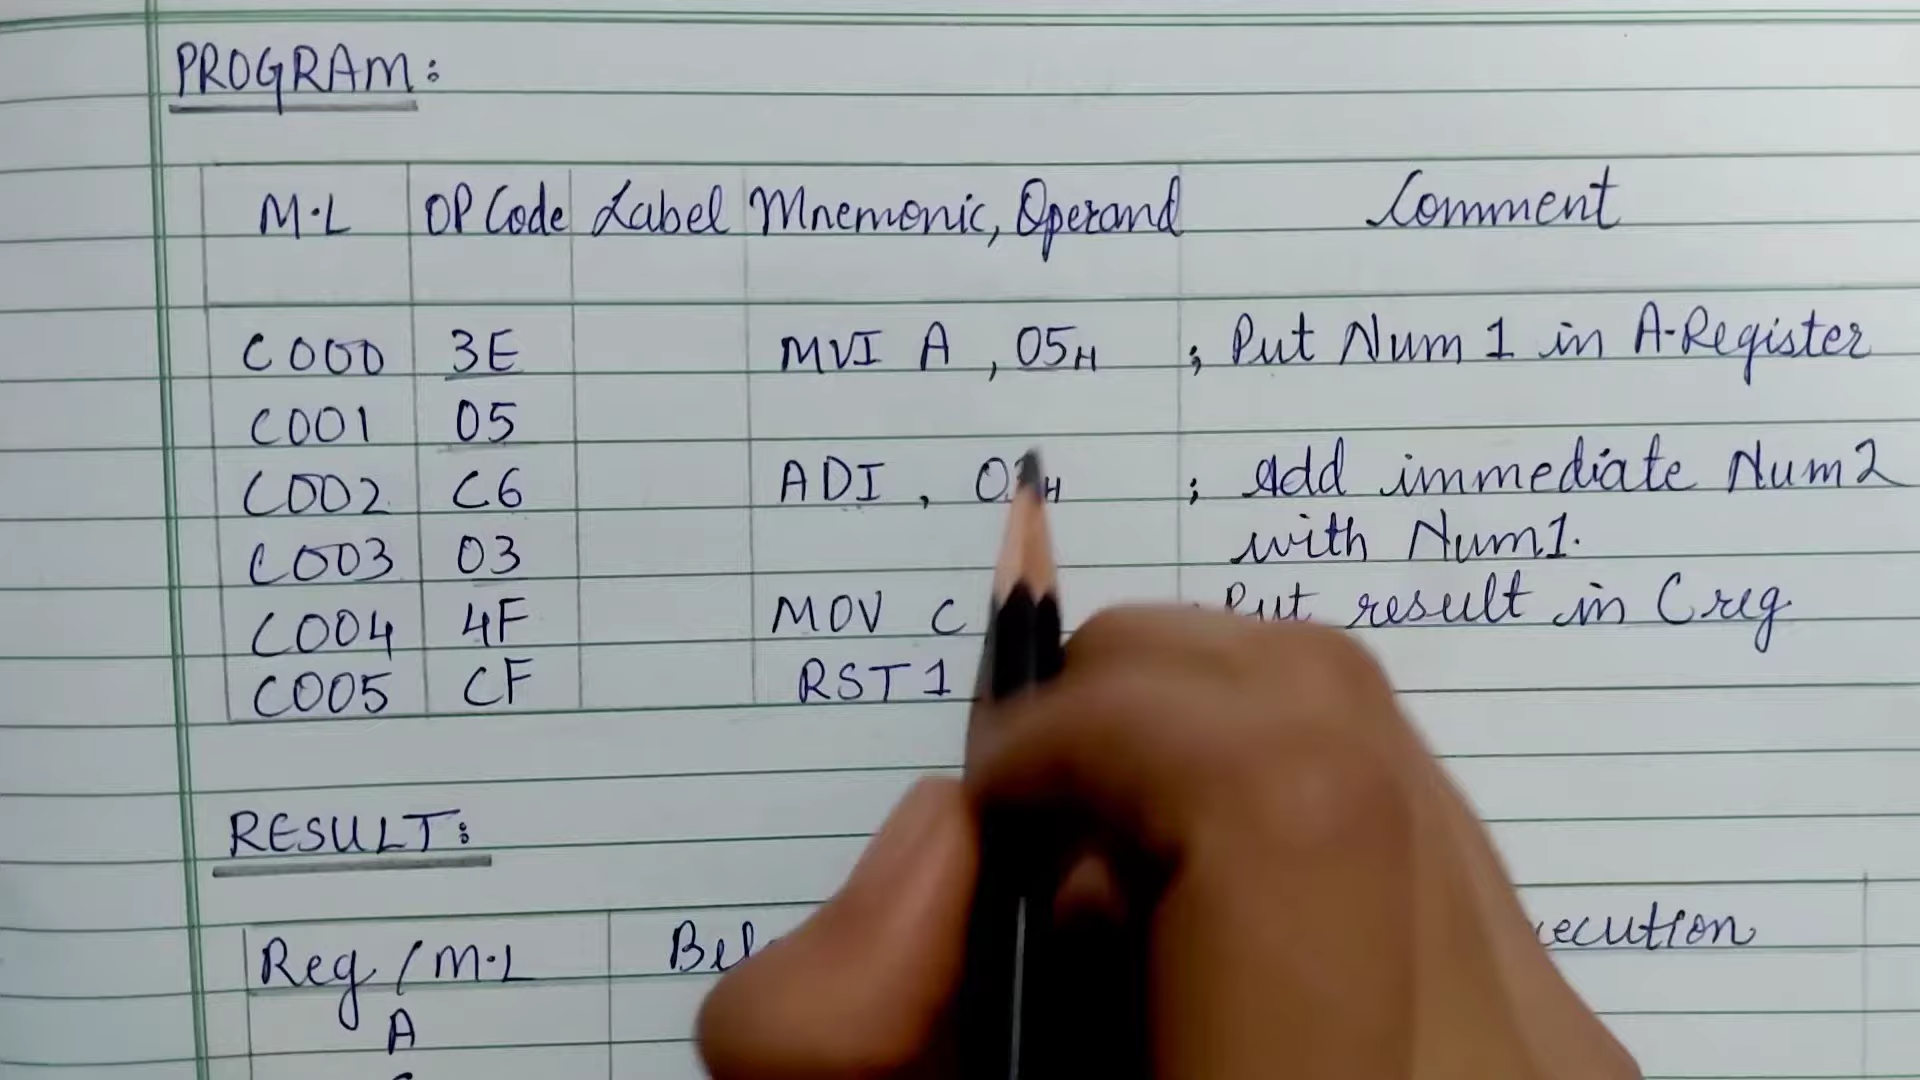 PROGRAM:
M·L OP Code Label Mnemonic, Operand Comment
C000 3E MVI A , 05H ; Put Num 1 in A-Register
C001 05
C002 C6 ADI , ; Add immediate Num2
with Num1.
C003 03
C004 4F MOV C Put result in C reg
C005 CF RST 1
RESULT:
Reg / M·L
A